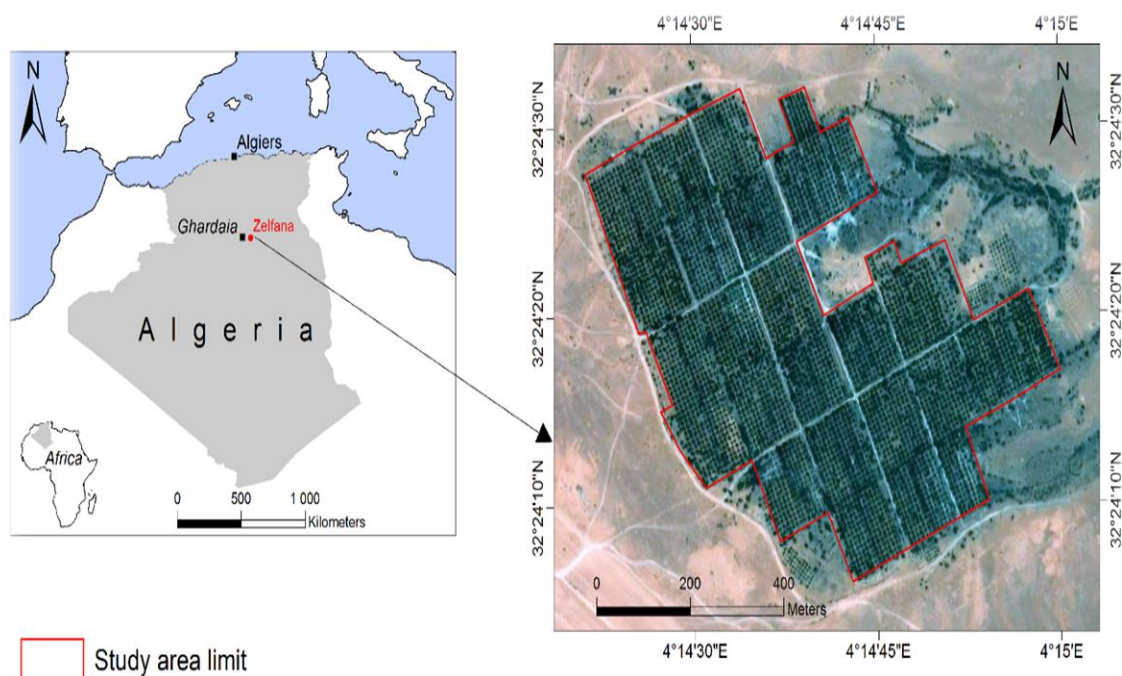 N
Algiers
Ghardaia
Zelfana
Algeria
Africa
0 500 1 000
Kilometers
4°14'30"E 4°14'45"E 4°15'E
N
32°24'30"N 32°24'30"N
32°24'20"N 32°24'20"N
32°24'10"N 32°24'10"N
0 200 400
Meters
4°14'30"E 4°14'45"E 4°15'E
Study area limit